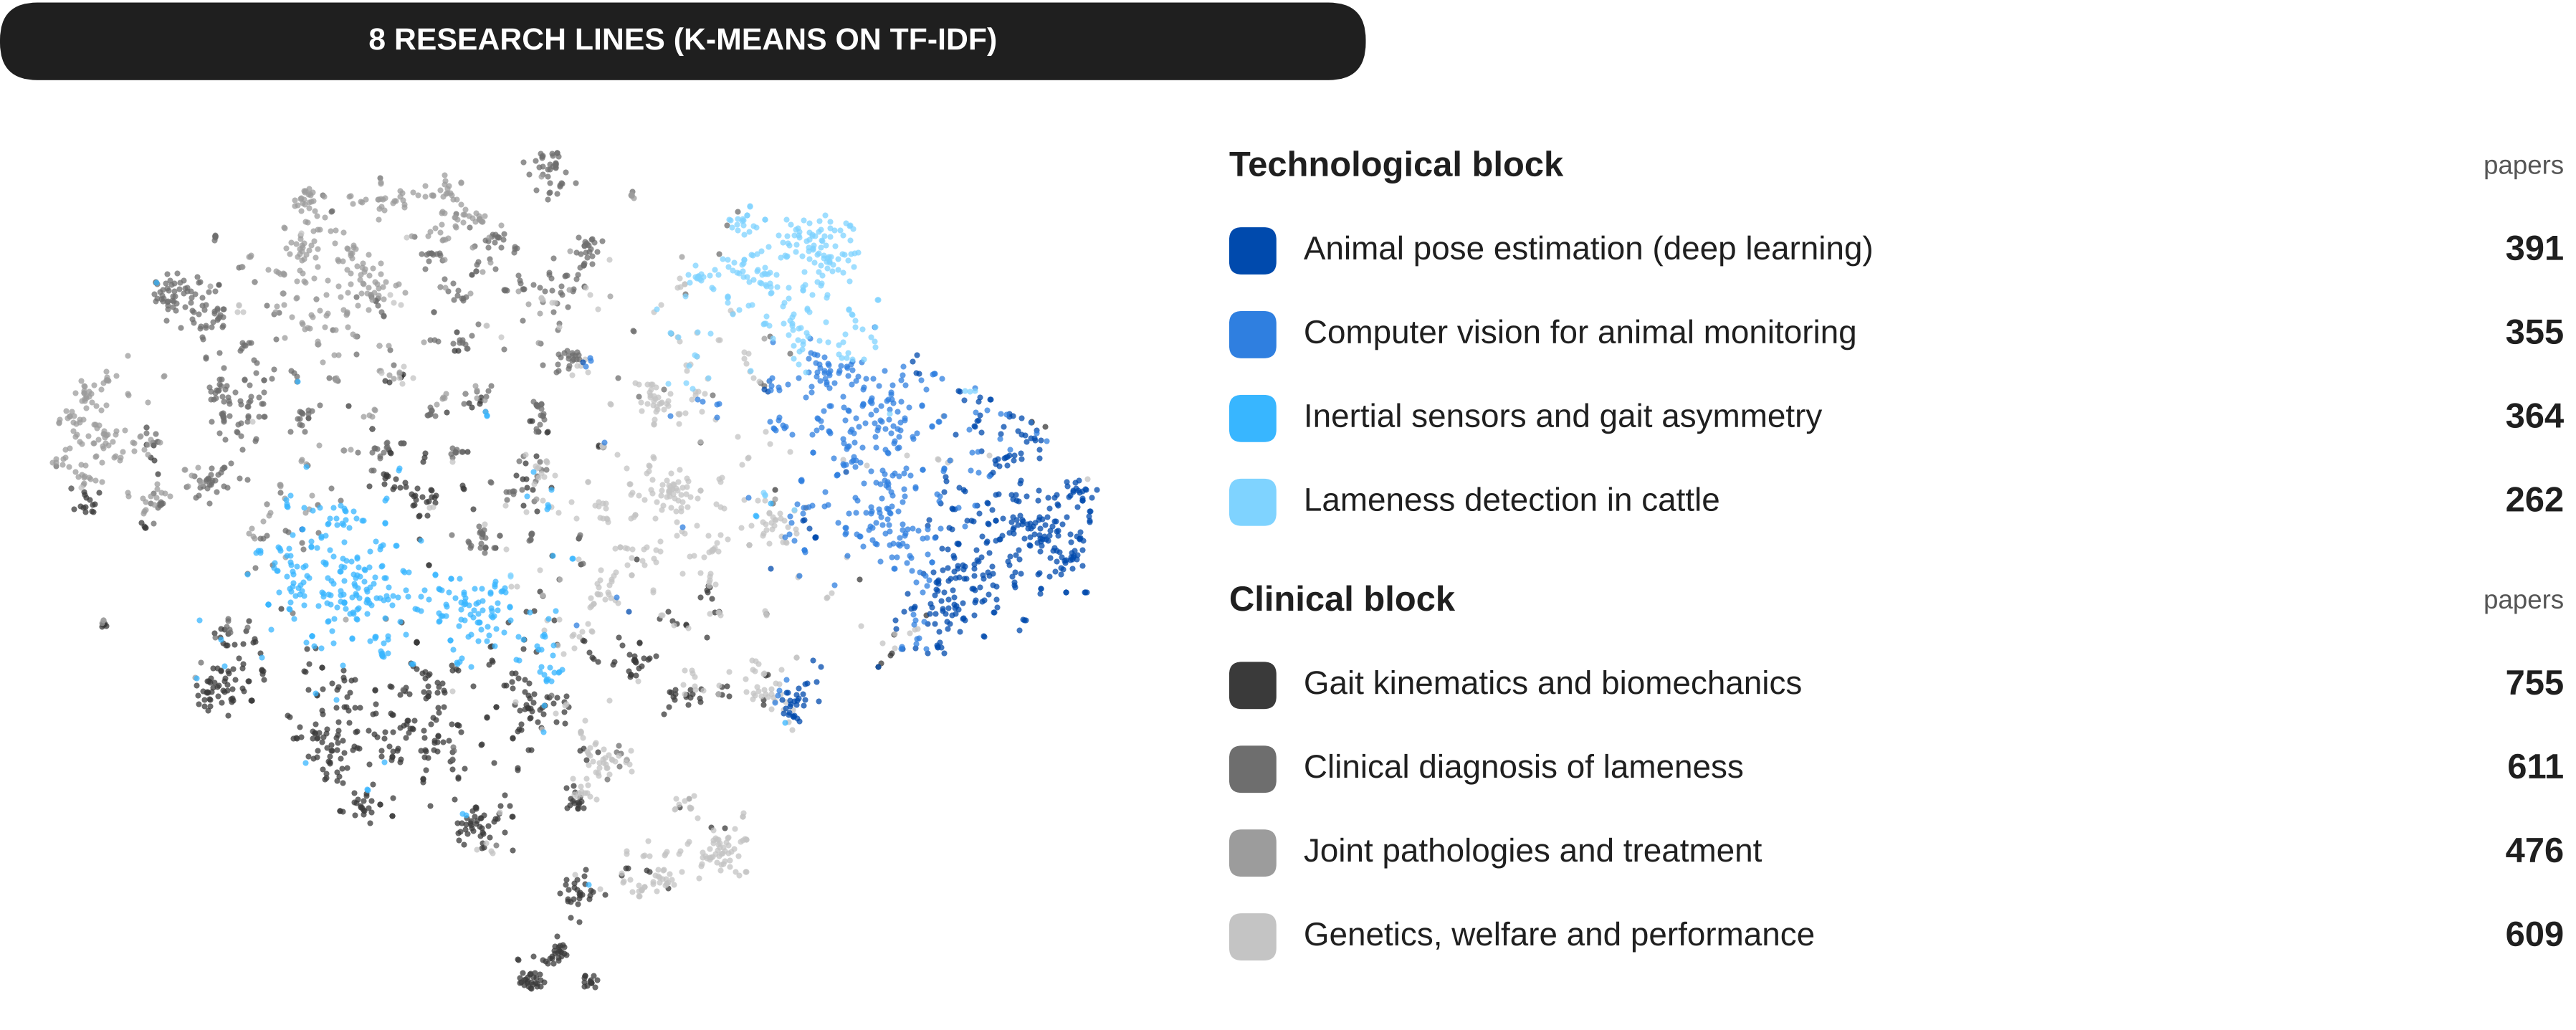 8 RESEARCH LINES (K-MEANS ON TF-IDF)
Technological block papers
Animal pose estimation (deep learning) 391
Computer vision for animal monitoring 355
Inertial sensors and gait asymmetry 364
Lameness detection in cattle 262
Clinical block papers
Gait kinematics and biomechanics 755
Clinical diagnosis of lameness 611
Joint pathologies and treatment 476
Genetics, welfare and performance 609